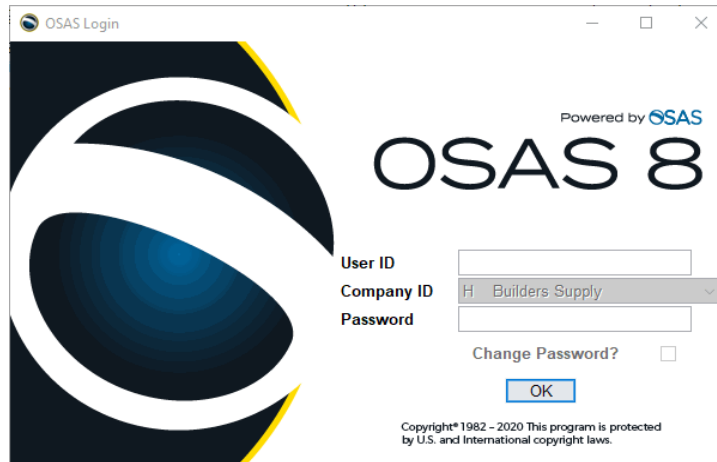 OSAS Login
Powered by OSAS
OSAS 8
User ID
Company ID H Builders Supply
Password
Change Password?
OK
Copyright® 1982 - 2020 This program is protected
by U.S. and International copyright laws.